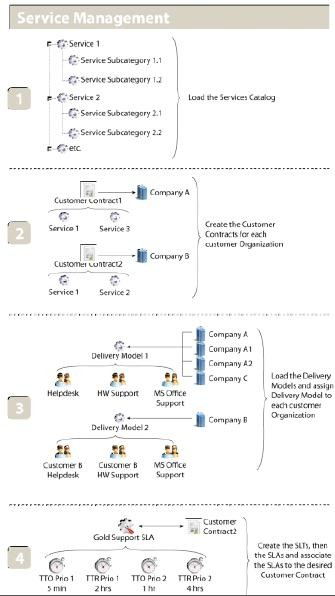 Service Management
1
Service 1
Service Subcategory 1.1
Service Subcategory 1.2
Service 2
Service Subcategory 2.1
Service Subcategory 2.2
etc.
Load the Services Catalog
2
Company A
Customer Contract1
Service 1 Service 3
Company B
Customer Contract2
Service 1 Service 2
Create the Customer
Contracts for each
customer Organization
3
Company A
Delivery Model 1
Company A1
Company A2
Company C
Helpdesk HW Support MS Office
Support
Delivery Model 2
Company B
Customer B
Helpdesk
Customer B
HW Support
MS Office
Support
Load the Delivery
Models and assign
Delivery Model to
each customer
Organization
4
Gold Support SLA
Customer
Contract2
TTO Prio 1
5 min
TTR Prio 1
2 hrs
TTO Prio 2
1 hr
TTR Prio 2
4 hrs
Create the SLTs, then
the SLAs and associate
the SLAs to the desired
Customer Contract